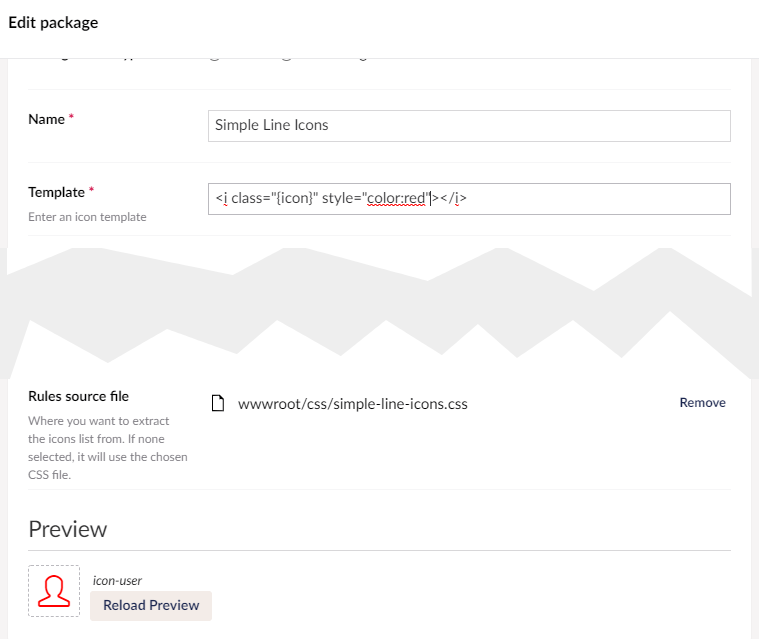 Edit package
Name *
Simple Line Icons
Template *
Enter an icon template
<i class="{icon}" style="color:red"></i>
Rules source file
Where you want to extract
the icons list from. If none
selected, it will use the chosen
CSS file.
wwwroot/css/simple-line-icons.css
Remove
Preview
icon-user
Reload Preview